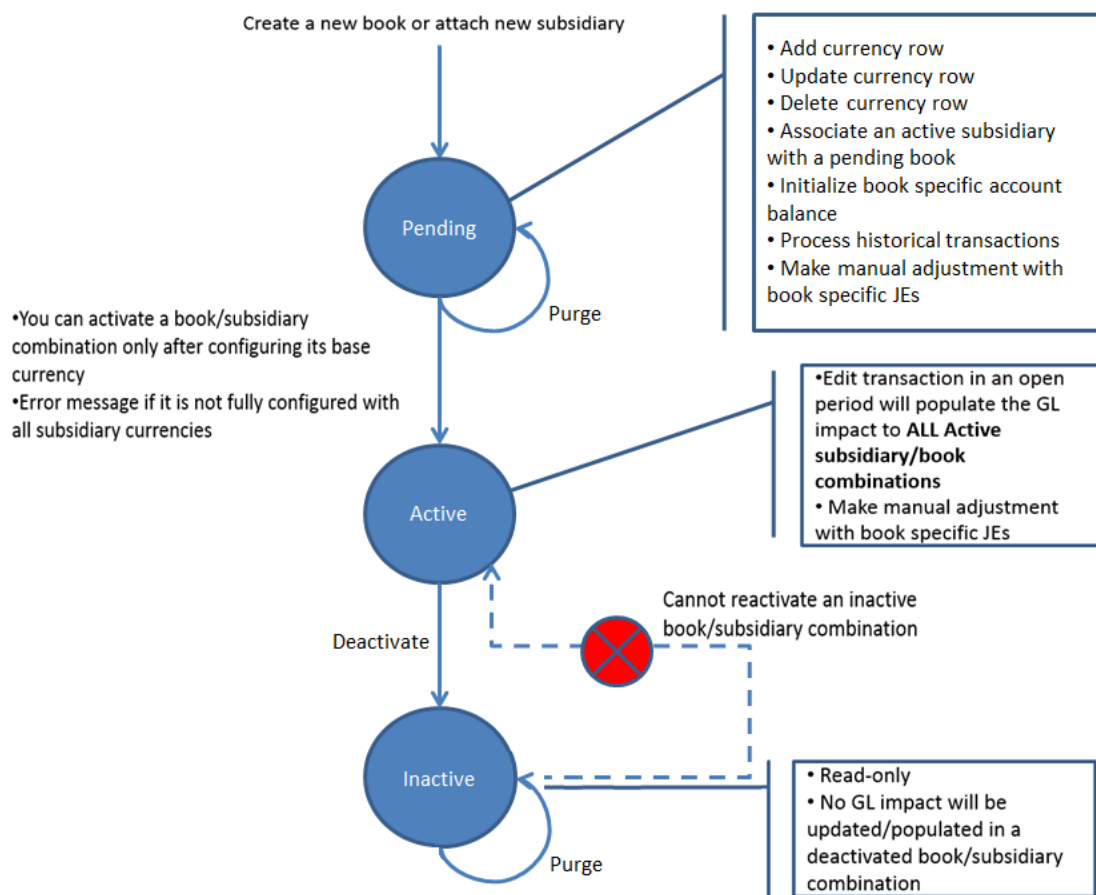 Create a new book or attach new subsidiary
• Add currency row
• Update currency row
• Delete currency row
• Associate an active subsidiary
with a pending book
• Initialize book specific account
balance
• Process historical transactions
• Make manual adjustment with
book specific JEs
Pending
Purge
•You can activate a book/subsidiary
combination only after configuring its base
currency
•Error message if it is not fully configured with
all subsidiary currencies
•Edit transaction in an open
period will populate the GL
impact to ALL Active
subsidiary/book
combinations
• Make manual adjustment
with book specific JEs
Active
Cannot reactivate an inactive
book/subsidiary combination
Deactivate
Inactive
Purge
• Read-only
• No GL impact will be
updated/populated in a
deactivated book/subsidiary
combination